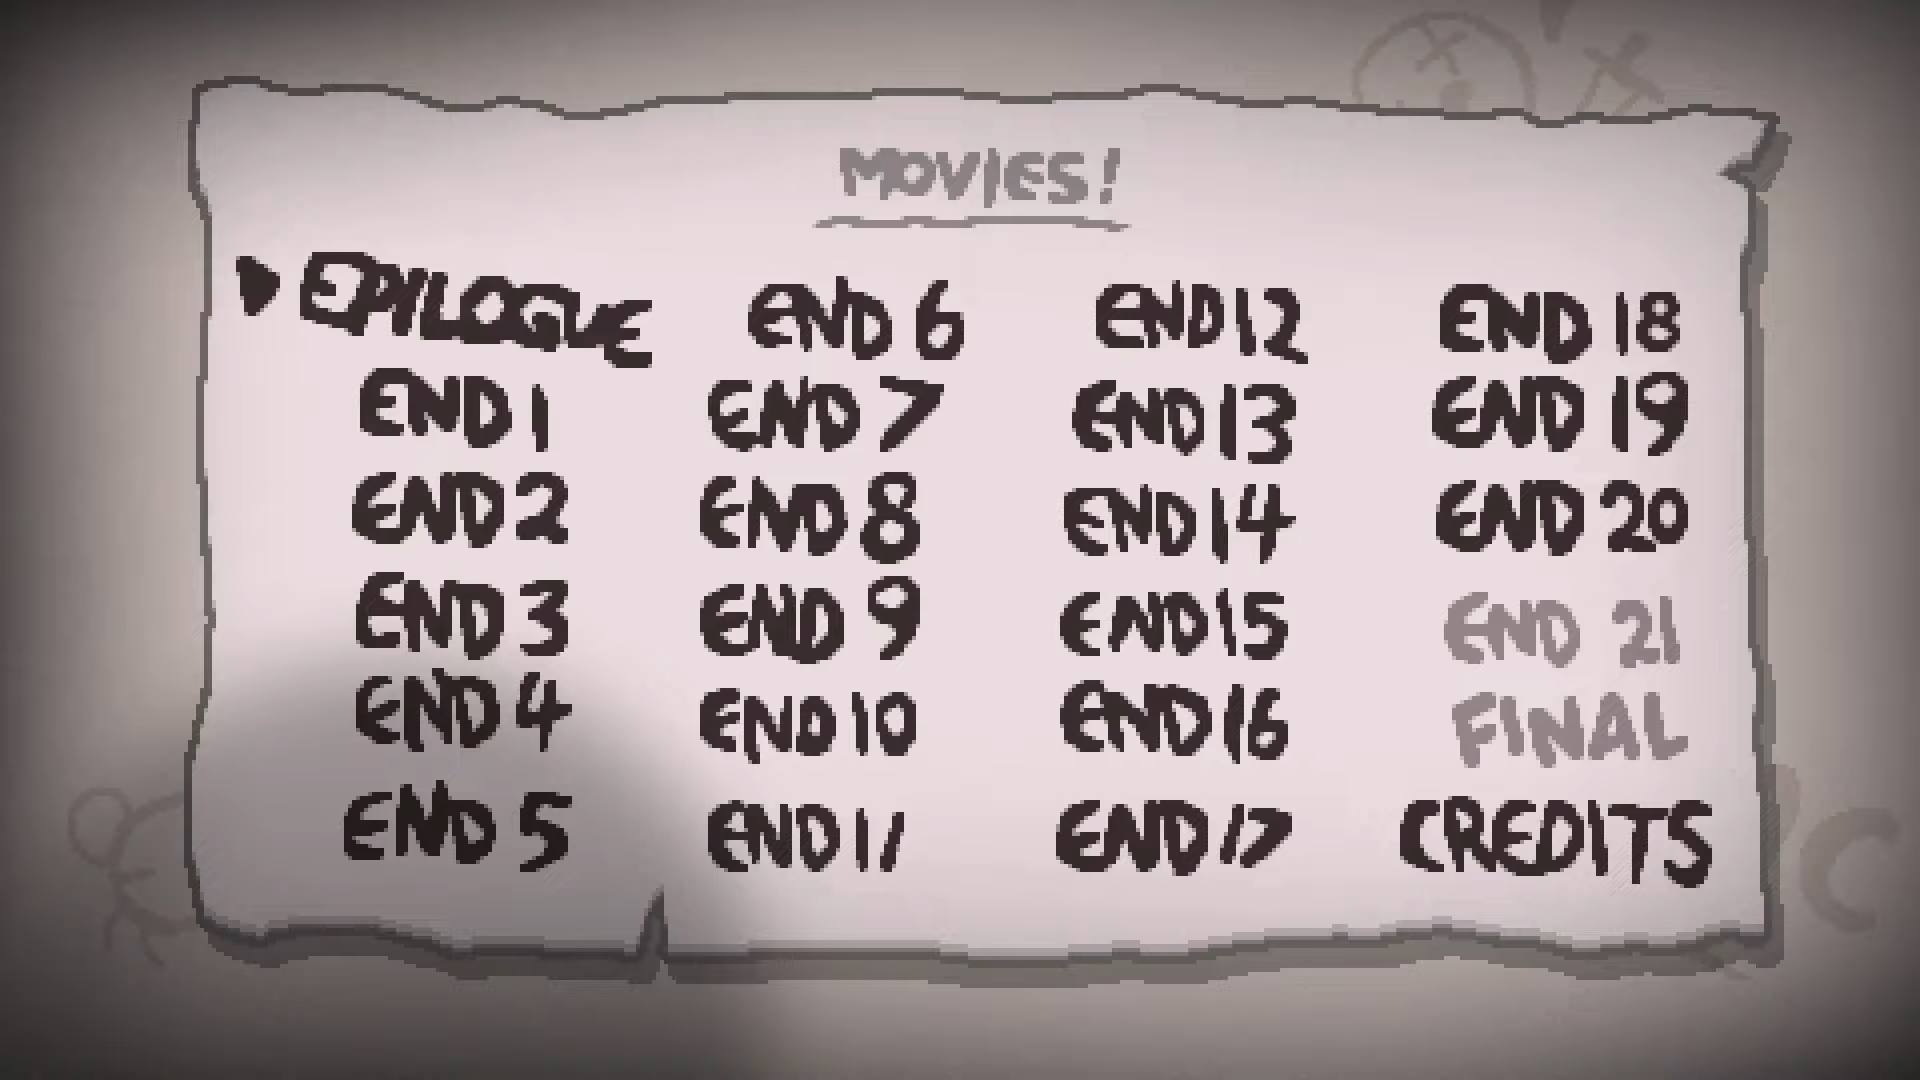 MOVIES!
EPILOGUE
END 1
END 2
END 3
END 4
END 5
END 6
END 7
END 8
END 9
END 10
END 11
END 12
END 13
END 14
END 15
END 16
END 17
END 18
END 19
END 20
END 21
FINAL
CREDITS